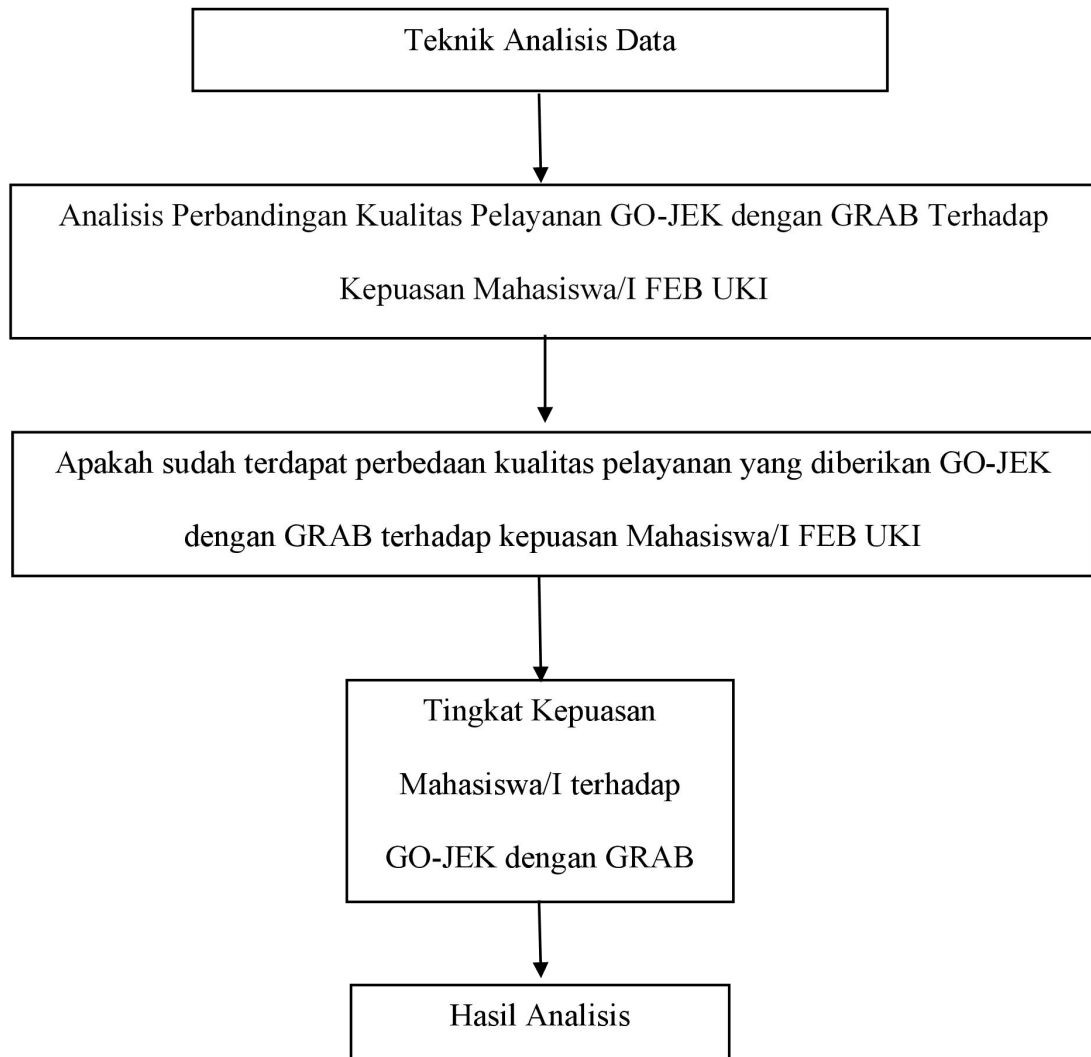 Teknik Analisis Data
Analisis Perbandingan Kualitas Pelayanan GO-JEK dengan GRAB Terhadap
Kepuasan Mahasiswa/I FEB UKI
Apakah sudah terdapat perbedaan kualitas pelayanan yang diberikan GO-JEK
dengan GRAB terhadap kepuasan Mahasiswa/I FEB UKI
Tingkat Kepuasan
Mahasiswa/I terhadap
GO-JEK dengan GRAB
Hasil Analisis